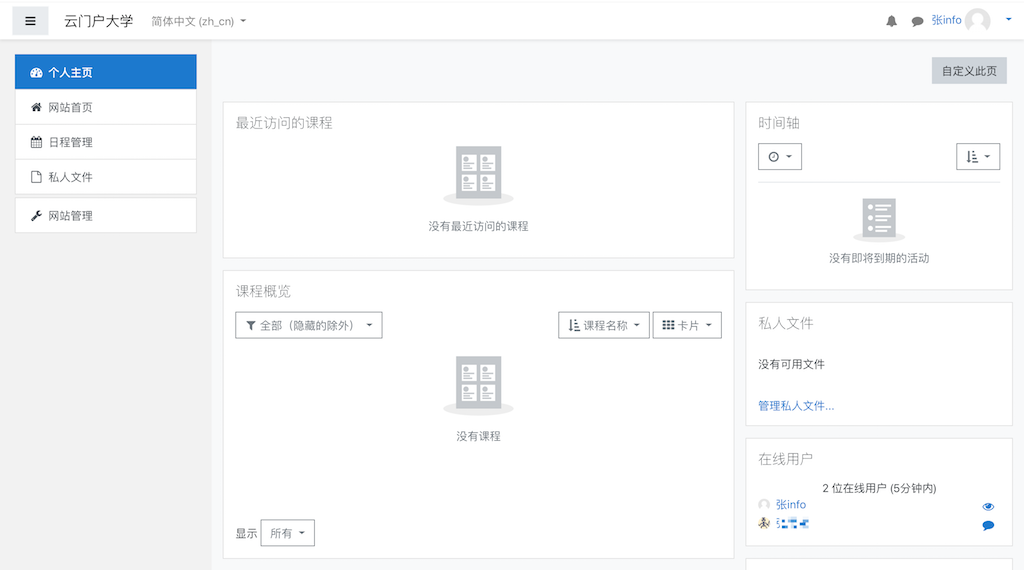 云门户大学 简体中文 (zh_cn)
张info
个人主页
网站首页
日程管理
私人文件
网站管理
自定义此页
最近访问的课程
没有最近访问的课程
课程概览
全部（隐藏的除外）
课程名称
卡片
没有课程
显示 所有
时间轴
没有即将到期的活动
私人文件
没有可用文件
管理私人文件...
在线用户
2 位在线用户 (5分钟内)
张info